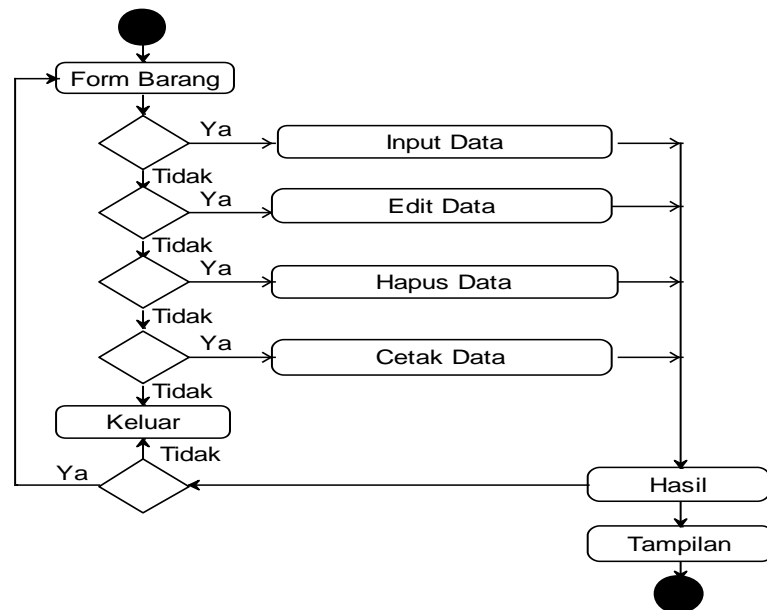 Form Barang
Ya
Input Data
Tidak
Ya
Edit Data
Tidak
Ya
Hapus Data
Tidak
Ya
Cetak Data
Tidak
Keluar
Tidak
Ya
Hasil
Tampilan